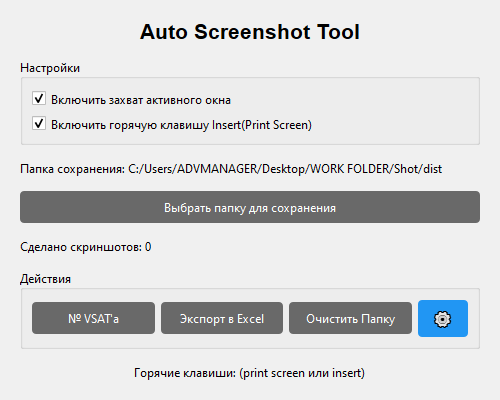 Auto Screenshot Tool
Настройки
Включить захват активного окна
Включить горячую клавишу Insert(Print Screen)
Папка сохранения: C:/Users/ADVMANAGER/Desktop/WORK FOLDER/Shot/dist
Выбрать папку для сохранения
Сделано скриншотов: 0
Действия
№ VSAT'а
Экспорт в Excel
Очистить Папку
Горячие клавиши: (print screen или insert)